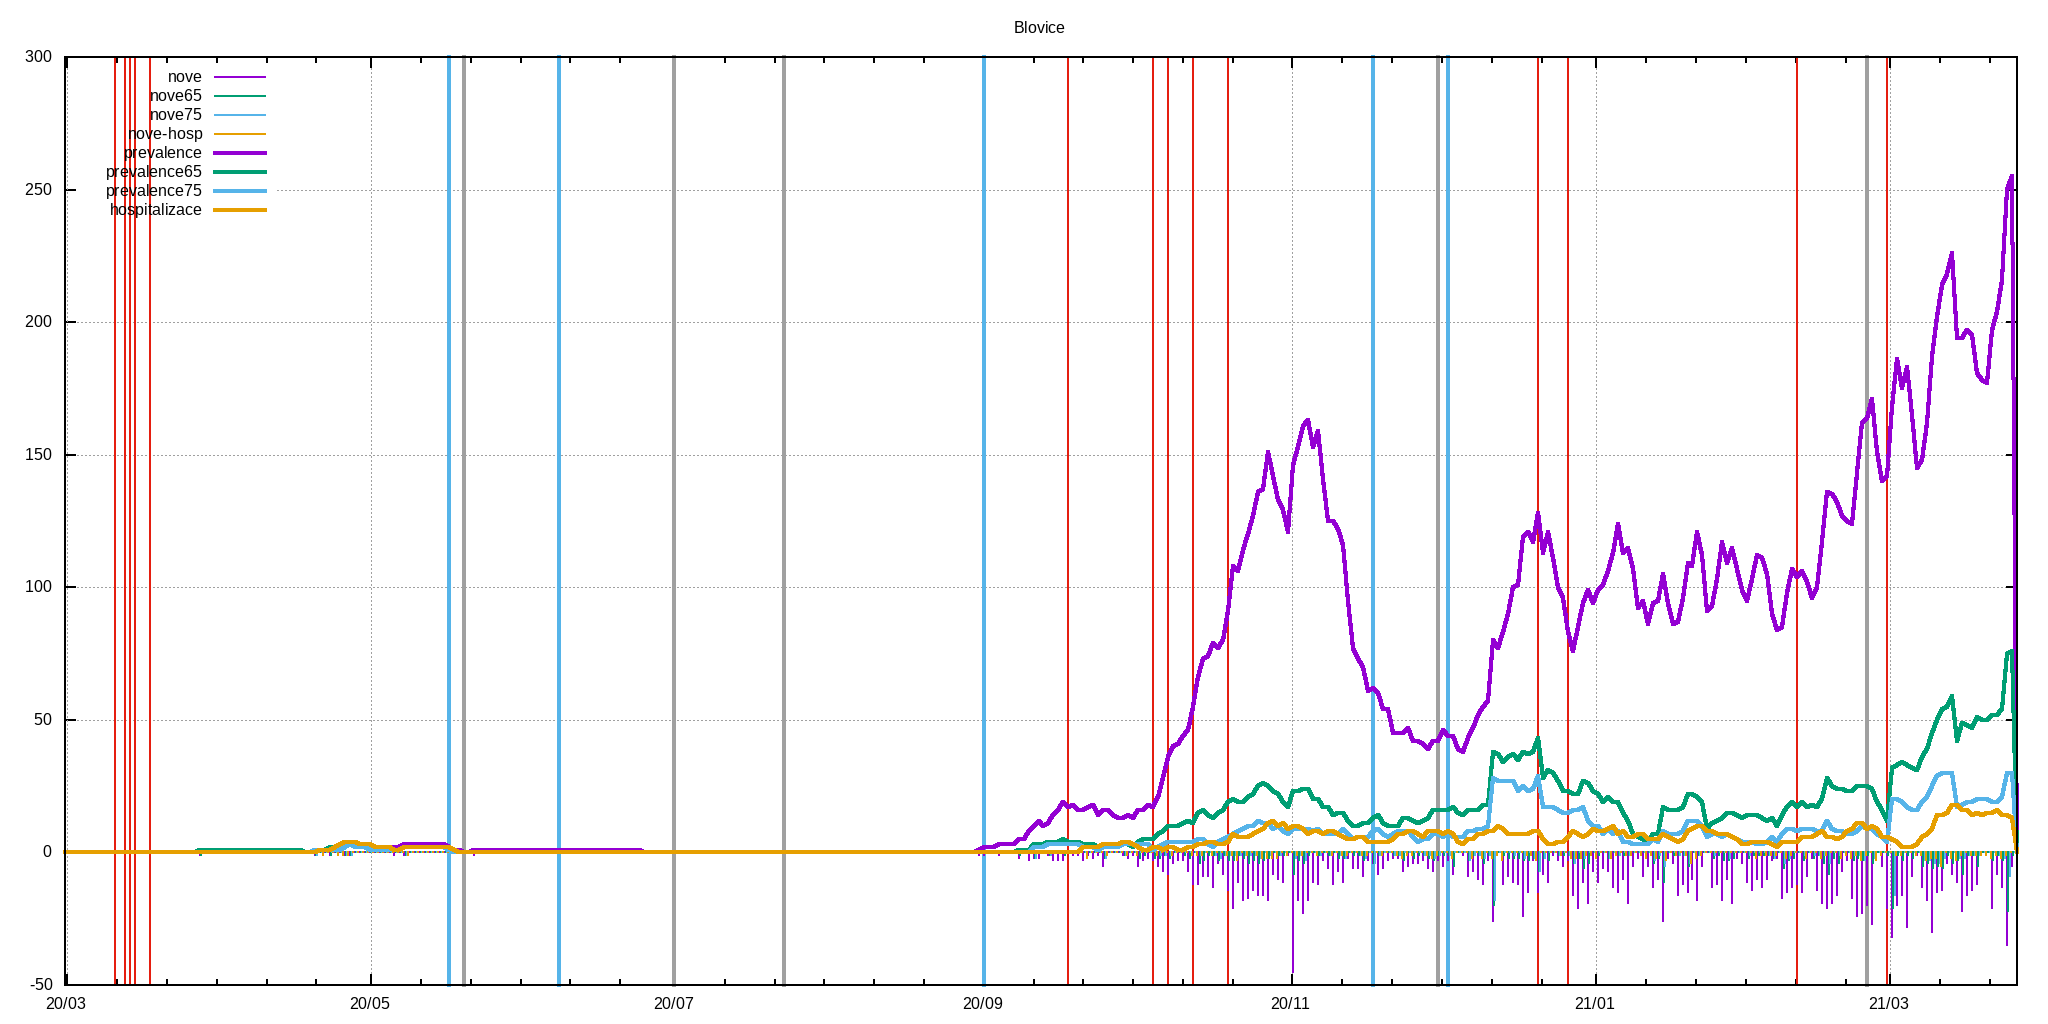 Blovice
300
250
200
150
100
50
0
-50
nove
nove65
nove75
nove-hosp
prevalence
prevalence65
prevalence75
hospitalizace
20/03 20/05 20/07 20/09 20/11 21/01 21/03